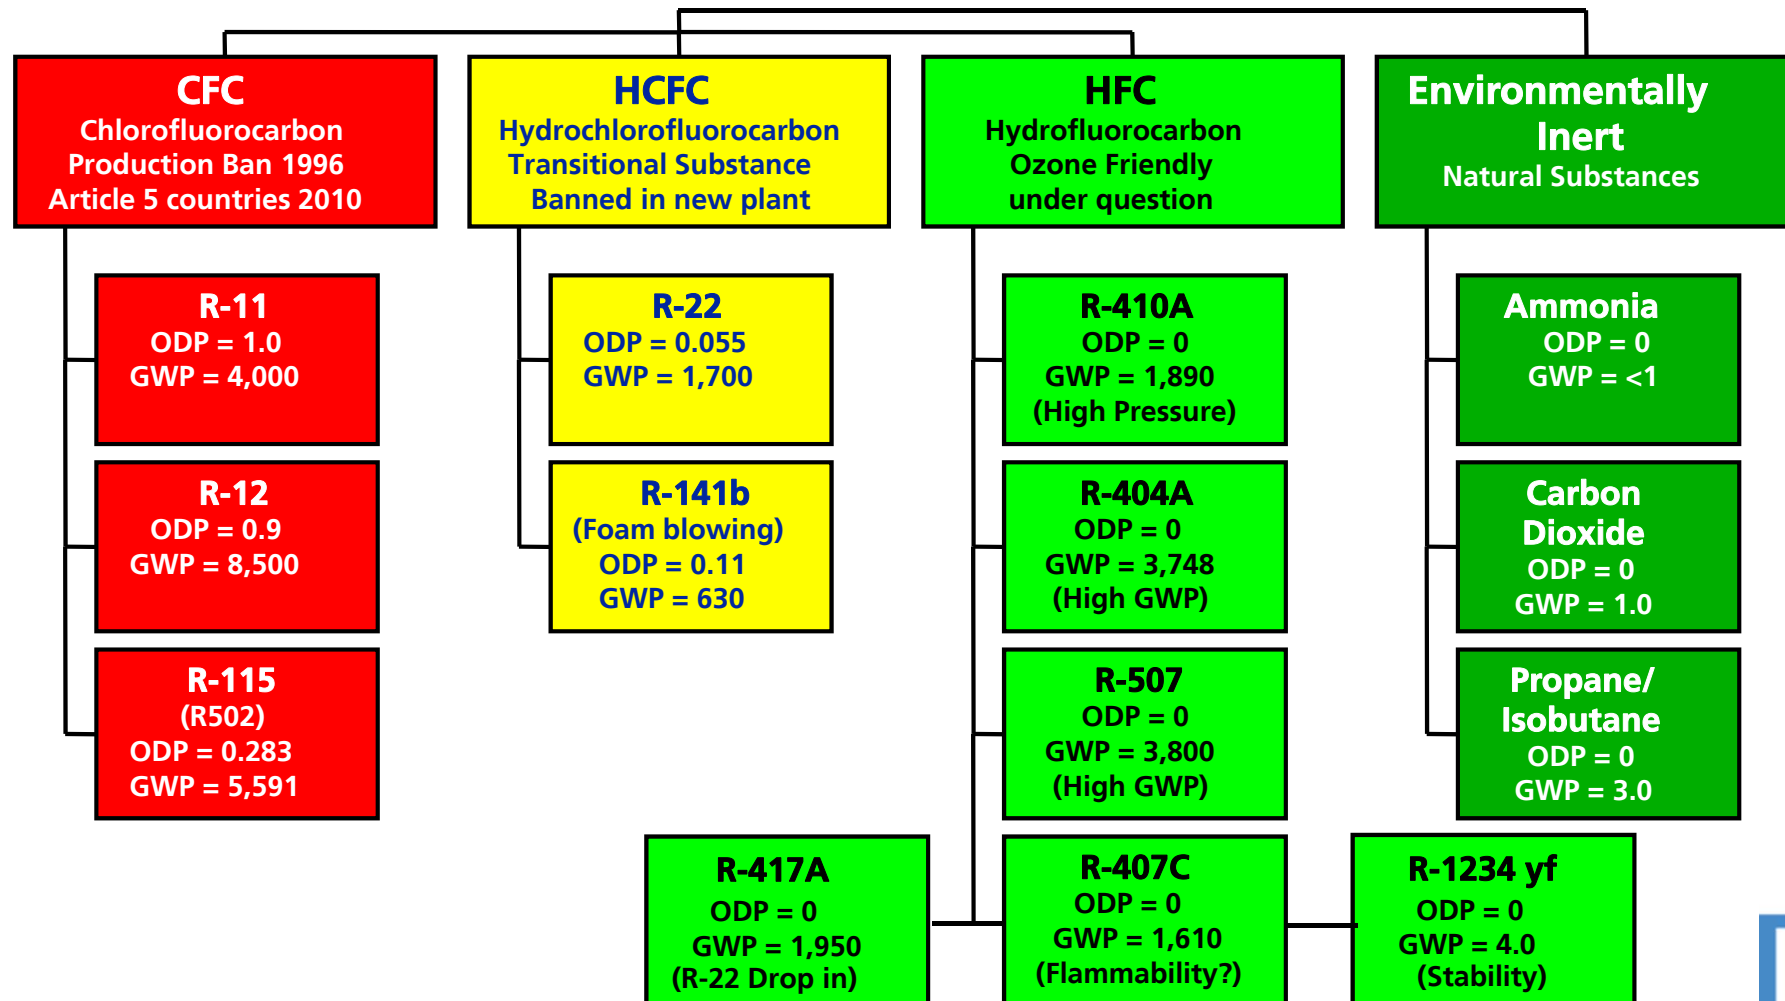 CFC
Chlorofluorocarbon
Production Ban 1996
Article 5 countries 2010
R-11
ODP = 1.0
GWP = 4,000
R-12
ODP = 0.9
GWP = 8,500
R-115
(R502)
ODP = 0.283
GWP = 5,591
HCFC
Hydrochlorofluorocarbon
Transitional Substance
Banned in new plant
R-22
ODP = 0.055
GWP = 1,700
R-141b
(Foam blowing)
ODP = 0.11
GWP = 630
HFC
Hydrofluorocarbon
Ozone Friendly
under question
R-410A
ODP = 0
GWP = 1,890
(High Pressure)
R-404A
ODP = 0
GWP = 3,748
(High GWP)
R-507
ODP = 0
GWP = 3,800
(High GWP)
R-417A
ODP = 0
GWP = 1,950
(R-22 Drop in)
R-407C
ODP = 0
GWP = 1,610
(Flammability?)
R-1234 yf
ODP = 0
GWP = 4.0
(Stability)
Environmentally
Inert
Natural Substances
Ammonia
ODP = 0
GWP = <1
Carbon
Dioxide
ODP = 0
GWP = 1.0
Propane/
Isobutane
ODP = 0
GWP = 3.0